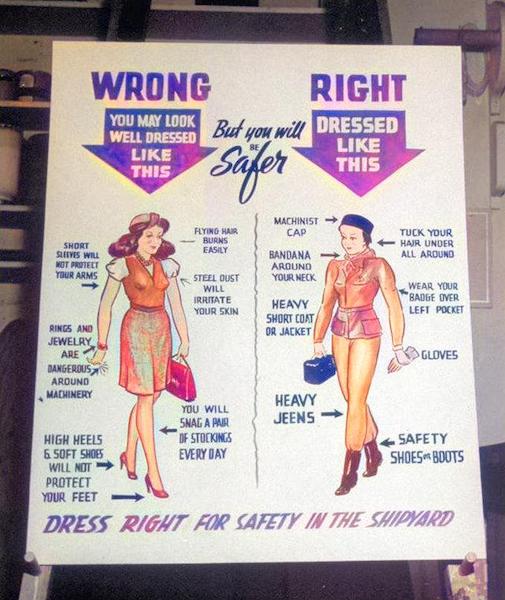 WRONG
YOU MAY LOOK
WELL DRESSED
LIKE
THIS
But you will
BE
Safer
RIGHT
DRESSED
LIKE
THIS
SHORT
SLEEVES WILL
NOT PROTECT
YOUR ARMS
FLYING HAIR
BURNS
EASILY
STEEL DUST
WILL
IRRITATE
YOUR SKIN
RINGS AND
JEWELRY
ARE
DANGEROUS
AROUND
MACHINERY
YOU WILL
SNAG A PAIR
OF STOCKINGS
EVERY DAY
HIGH HEELS
& SOFT SHOES
WILL NOT
PROTECT
YOUR FEET
MACHINIST
CAP
TUCK YOUR
HAIR UNDER
ALL AROUND
BANDANA
AROUND
YOUR NECK
WEAR YOUR
BADGE OVER
LEFT POCKET
HEAVY
SHORT COAT
OR JACKET
GLOVES
HEAVY
JEENS
SAFETY
SHOES or BOOTS
DRESS RIGHT FOR SAFETY IN THE SHIPYARD